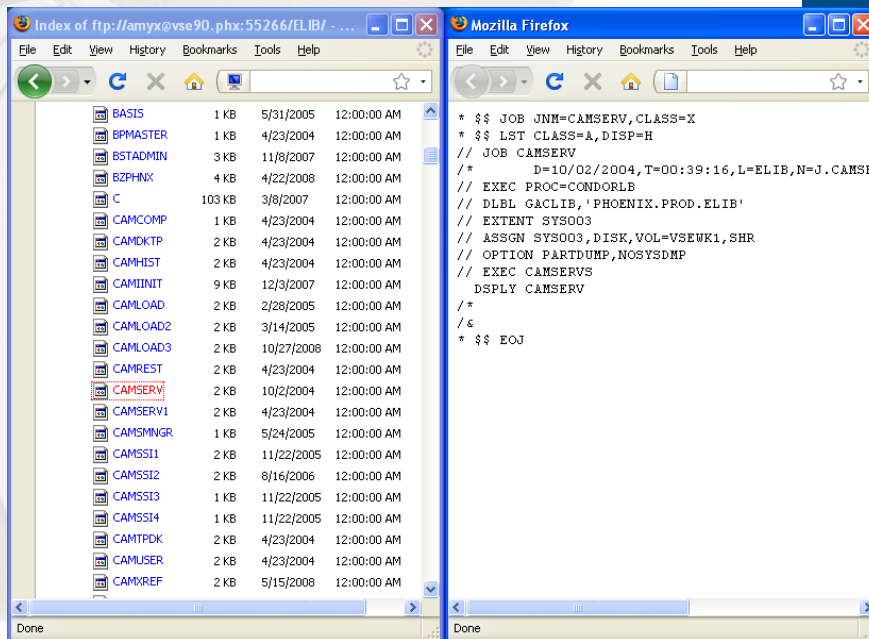 Index of ftp://amyx@vse90.phx:55266/ELIB/ - ...
File Edit View History Bookmarks Tools Help
BASIS 1 KB 5/31/2005 12:00:00 AM
BPMASTER 1 KB 4/23/2004 12:00:00 AM
BSTADMIN 3 KB 11/8/2007 12:00:00 AM
BZPHNX 4 KB 4/22/2008 12:00:00 AM
C 103 KB 3/8/2007 12:00:00 AM
CAMCOMP 1 KB 4/23/2004 12:00:00 AM
CAMDKTP 2 KB 4/23/2004 12:00:00 AM
CAMHIST 2 KB 4/23/2004 12:00:00 AM
CAMIINIT 9 KB 12/3/2007 12:00:00 AM
CAMLOAD 2 KB 2/28/2005 12:00:00 AM
CAMLOAD2 2 KB 3/14/2005 12:00:00 AM
CAMLOAD3 2 KB 10/27/2008 12:00:00 AM
CAMREST 2 KB 4/23/2004 12:00:00 AM
CAMSERV 2 KB 10/2/2004 12:00:00 AM
CAMSERV1 2 KB 4/23/2004 12:00:00 AM
CAMSMNGR 1 KB 5/24/2005 12:00:00 AM
CAMSSI1 2 KB 11/22/2005 12:00:00 AM
CAMSSI2 2 KB 8/16/2006 12:00:00 AM
CAMSSI3 1 KB 11/22/2005 12:00:00 AM
CAMSSI4 1 KB 11/22/2005 12:00:00 AM
CAMTPDK 2 KB 4/23/2004 12:00:00 AM
CAMUSER 2 KB 4/23/2004 12:00:00 AM
CAMXREF 2 KB 5/15/2008 12:00:00 AM
Done
Mozilla Firefox
File Edit View History Bookmarks Tools Help
* $$ JOB JNM=CAMSERV,CLASS=X
* $$ LST CLASS=A,DISP=H
// JOB CAMSERV
/* D=10/02/2004,T=00:39:16,L=ELIB,N=J.CAMSE
// EXEC PROC=CONDORLB
// DLBL GACLIB,'PHOENIX.PROD.ELIB'
// EXTENT SYS003
// ASSGN SYS003,DISK,VOL=VSEWK1,SHR
// OPTION PARTDUMP,NOSYSDMP
// EXEC CAMSERVS
DSPLY CAMSERV
/*
/&
* $$ EOJ
Done